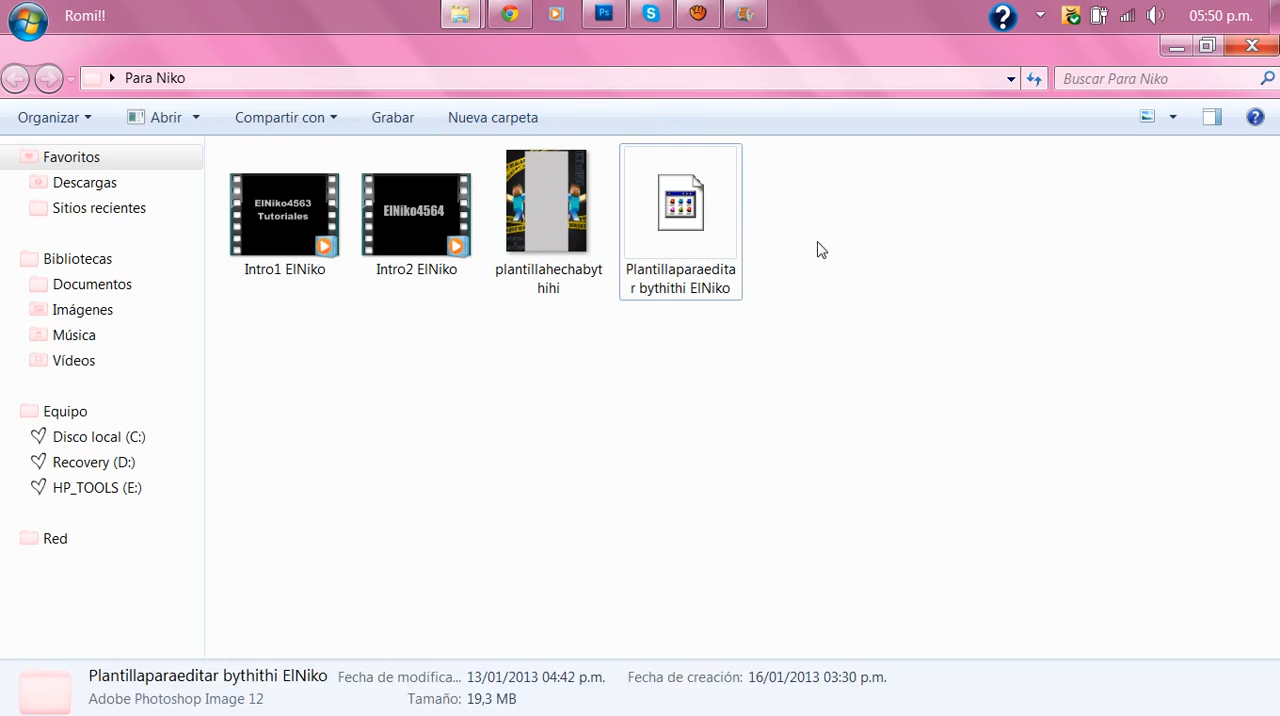 Romi!!
Ps
05:50 p.m.
Para Niko
Buscar Para Niko
Organizar
Abrir
Compartir con
Grabar
Nueva carpeta
Favoritos
Descargas
Sitios recientes
Bibliotecas
Documentos
Imágenes
Música
Vídeos
Equipo
Disco local (C:)
Recovery (D:)
HP_TOOLS (E:)
Red
ElNiko4563
Tutoriales
Intro1 ElNiko
ElNiko4564
Intro2 ElNiko
plantillahechabyt
hihi
Plantillaparaedita
r bythithi ElNiko
Plantillaparaeditar bythithi ElNiko
Adobe Photoshop Image 12
Fecha de modifica... 13/01/2013 04:42 p.m.
Tamaño: 19,3 MB
Fecha de creación: 16/01/2013 03:30 p.m.